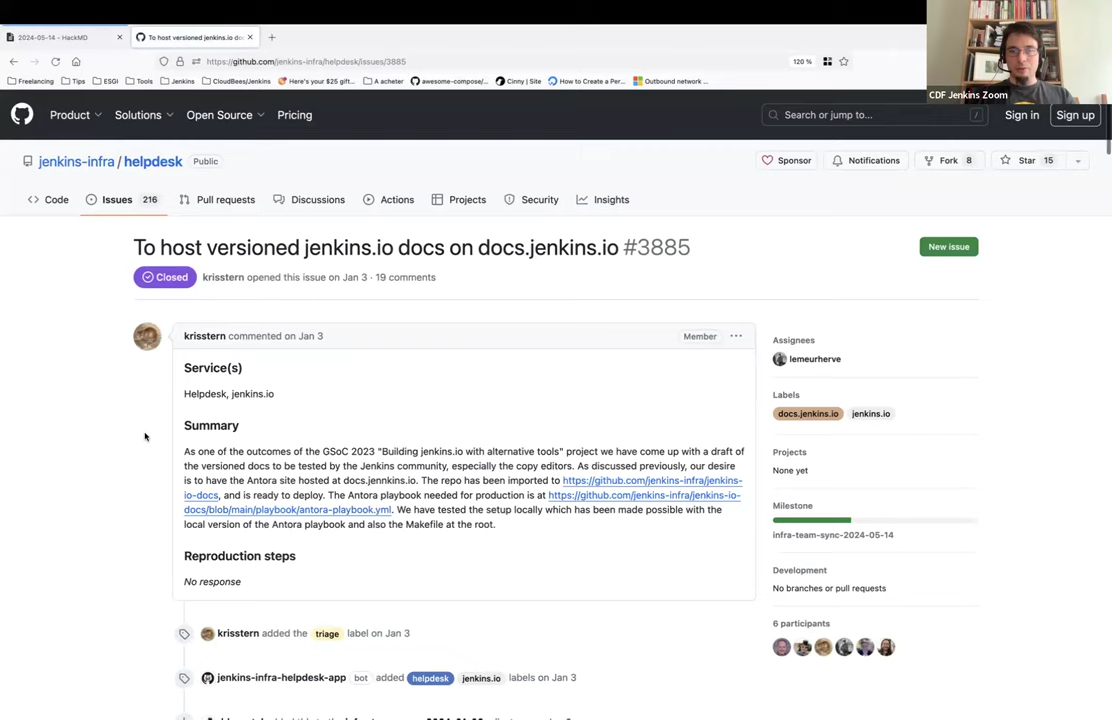 2024-05-14 - HackMD
To host versioned jenkins.io do
https://github.com/jenkins-infra/helpdesk/issues/3885
120 %
Freelancing
Tips
ESGI
Tools
Jenkins
CloudBees/Jenkins
Here's your $25 gift...
A acheter
awesome-compose/...
Cinny | Site
How to Create a Per...
Outbound network ...
CDF Jenkins Zoom
Product
Solutions
Open Source
Pricing
Search or jump to...
/
Sign in
Sign up
jenkins-infra / helpdesk
Public
Sponsor
Notifications
Fork 8
Star 15
Code
Issues 216
Pull requests
Discussions
Actions
Projects
Security
Insights
To host versioned jenkins.io docs on docs.jenkins.io #3885
New issue
Closed
krisstern opened this issue on Jan 3 · 19 comments
krisstern commented on Jan 3
Member
Service(s)
Helpdesk, jenkins.io
Summary
As one of the outcomes of the GSoC 2023 "Building jenkins.io with alternative tools" project we have come up with a draft of
the versioned docs to be tested by the Jenkins community, especially the copy editors. As discussed previously, our desire
is to have the Antora site hosted at docs.jennkins.io. The repo has been imported to https://github.com/jenkins-infra/jenkins-
io-docs, and is ready to deploy. The Antora playbook needed for production is at https://github.com/jenkins-infra/jenkins-io-
docs/blob/main/playbook/antora-playbook.yml. We have tested the setup locally which has been made possible with the
local version of the Antora playbook and also the Makefile at the root.
Reproduction steps
No response
krisstern added the triage label on Jan 3
jenkins-infra-helpdesk-app bot added helpdesk jenkins.io labels on Jan 3
Assignees
lemeurherve
Labels
docs.jenkins.io
jenkins.io
Projects
None yet
Milestone
infra-team-sync-2024-05-14
Development
No branches or pull requests
6 participants